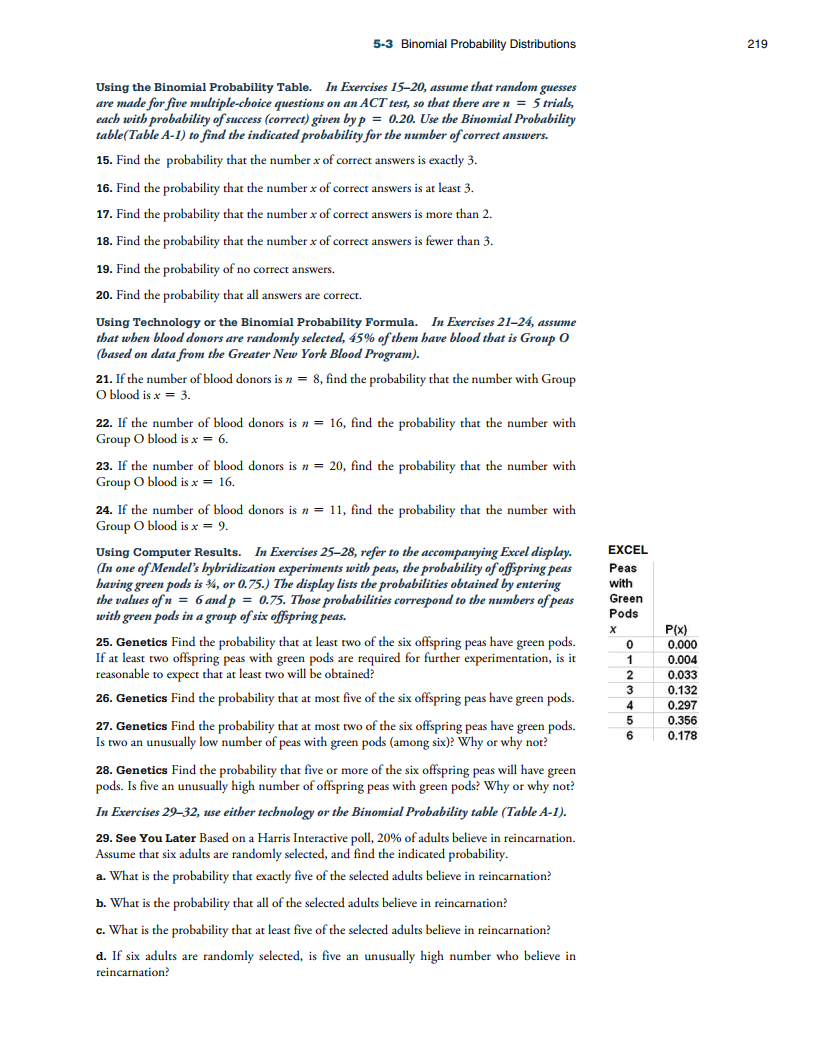 5-3 Binomial Probability Distributions 219
Using the Binomial Probability Table. In Exercises 15–20, assume that random guesses
are made for five multiple-choice questions on an ACT test, so that there are n = 5 trials,
each with probability of success (correct) given by p = 0.20. Use the Binomial Probability
table(Table A-1) to find the indicated probability for the number of correct answers.
15. Find the probability that the number x of correct answers is exactly 3.
16. Find the probability that the number x of correct answers is at least 3.
17. Find the probability that the number x of correct answers is more than 2.
18. Find the probability that the number x of correct answers is fewer than 3.
19. Find the probability of no correct answers.
20. Find the probability that all answers are correct.
Using Technology or the Binomial Probability Formula. In Exercises 21–24, assume
that when blood donors are randomly selected, 45% of them have blood that is Group O
(based on data from the Greater New York Blood Program).
21. If the number of blood donors is n = 8, find the probability that the number with Group
O blood is x = 3.
22. If the number of blood donors is n = 16, find the probability that the number with
Group O blood is x = 6.
23. If the number of blood donors is n = 20, find the probability that the number with
Group O blood is x = 16.
24. If the number of blood donors is n = 11, find the probability that the number with
Group O blood is x = 9.
Using Computer Results. In Exercises 25–28, refer to the accompanying Excel display.
(In one of Mendel's hybridization experiments with peas, the probability of offspring peas
having green pods is ¾, or 0.75.) The display lists the probabilities obtained by entering
the values of n = 6 and p = 0.75. Those probabilities correspond to the numbers of peas
with green pods in a group of six offspring peas.
25. Genetics Find the probability that at least two of the six offspring peas have green pods.
If at least two offspring peas with green pods are required for further experimentation, is it
reasonable to expect that at least two will be obtained?
26. Genetics Find the probability that at most five of the six offspring peas have green pods.
27. Genetics Find the probability that at most two of the six offspring peas have green pods.
Is two an unusually low number of peas with green pods (among six)? Why or why not?
28. Genetics Find the probability that five or more of the six offspring peas will have green
pods. Is five an unusually high number of offspring peas with green pods? Why or why not?
In Exercises 29–32, use either technology or the Binomial Probability table (Table A-1).
29. See You Later Based on a Harris Interactive poll, 20% of adults believe in reincarnation.
Assume that six adults are randomly selected, and find the indicated probability.
a. What is the probability that exactly five of the selected adults believe in reincarnation?
b. What is the probability that all of the selected adults believe in reincarnation?
c. What is the probability that at least five of the selected adults believe in reincarnation?
d. If six adults are randomly selected, is five an unusually high number who believe in
reincarnation?
EXCEL
Peas
with
Green
Pods
x P(x)
0 0.000
1 0.004
2 0.033
3 0.132
4 0.297
5 0.356
6 0.178